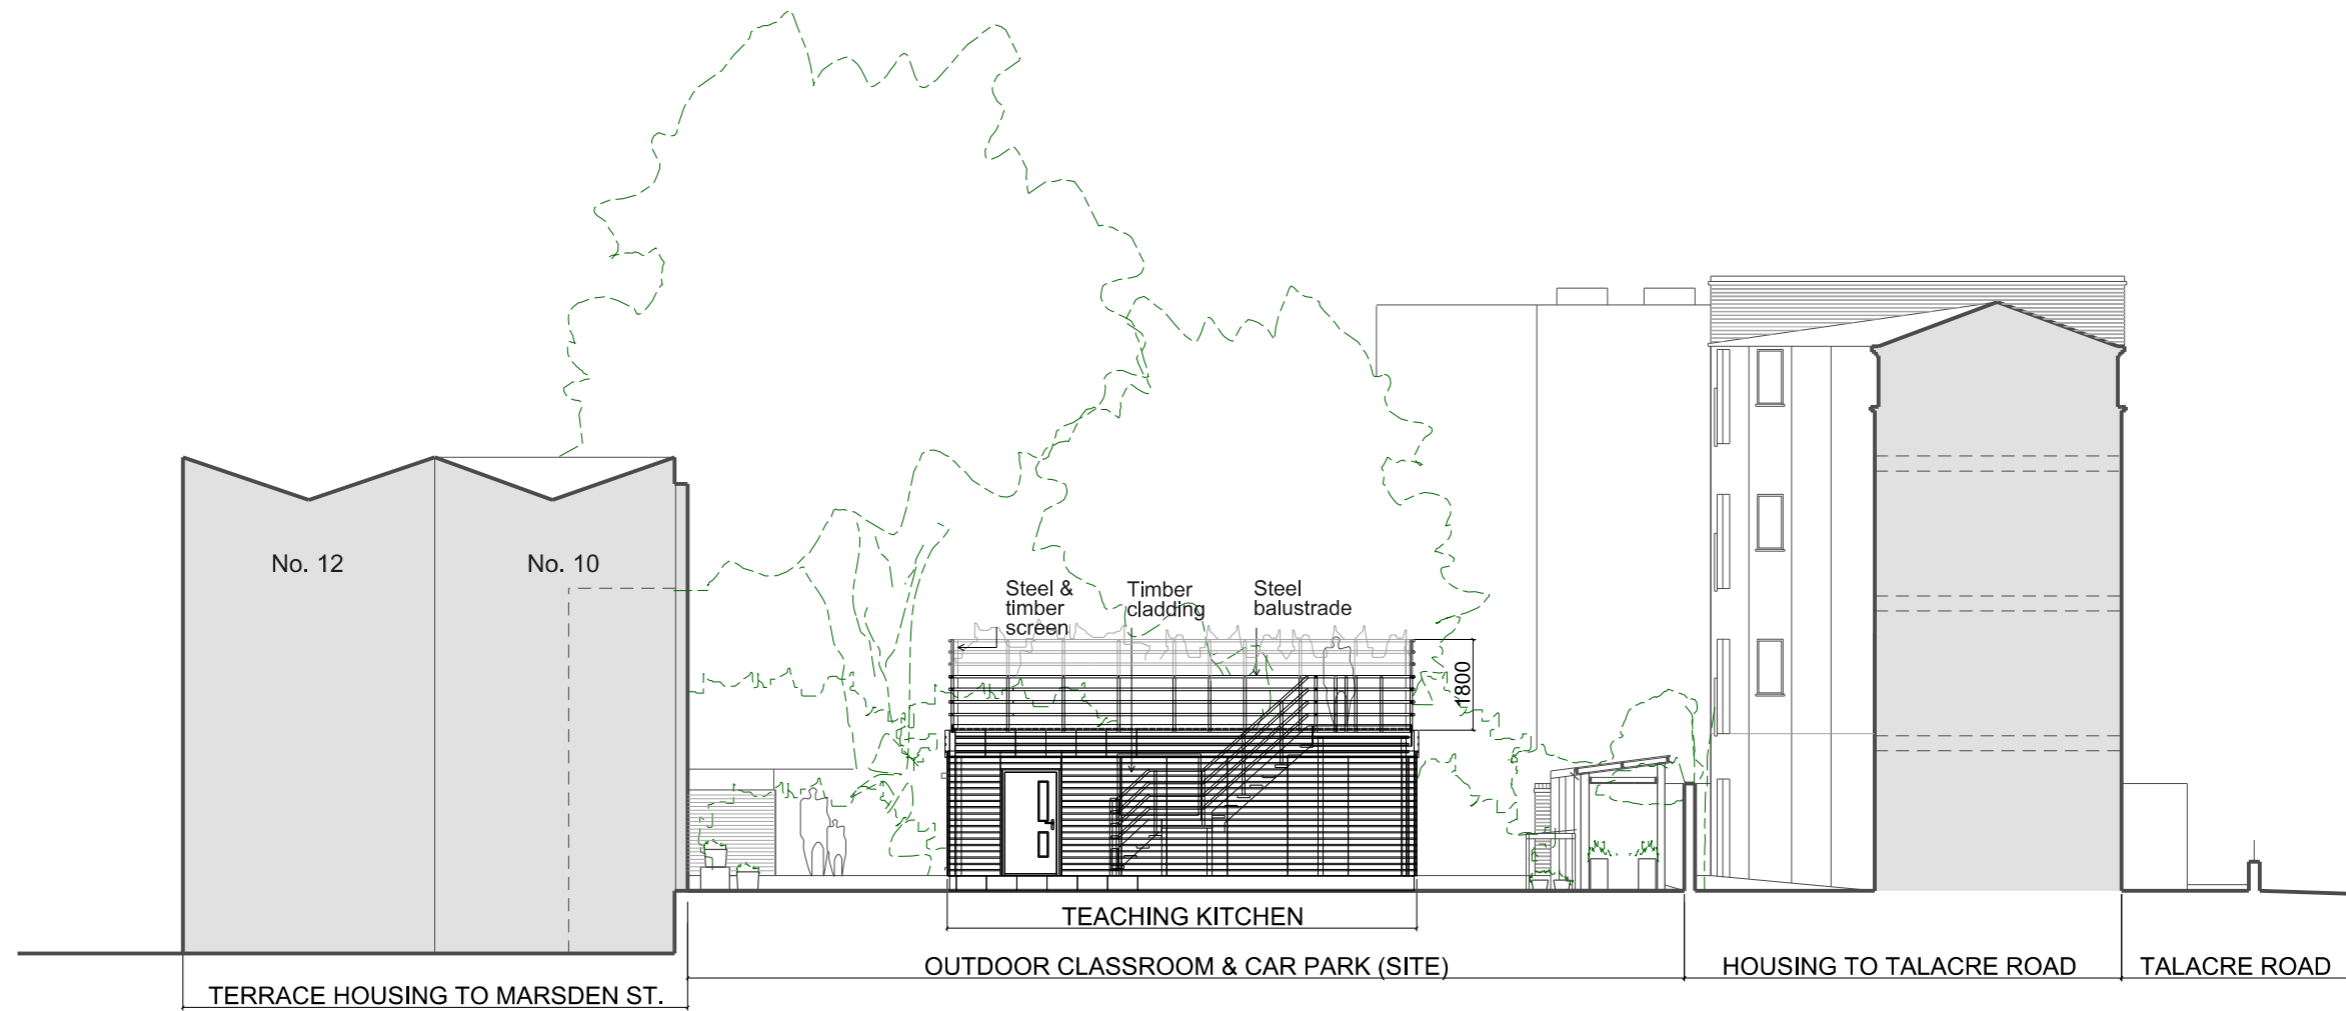 No. 12
No. 10
Steel &
timber
screen
Timber
cladding
Steel
balustrade
1800
TEACHING KITCHEN
OUTDOOR CLASSROOM & CAR PARK (SITE)
HOUSING TO TALACRE ROAD
TALACRE ROAD
TERRACE HOUSING TO MARSDEN ST.